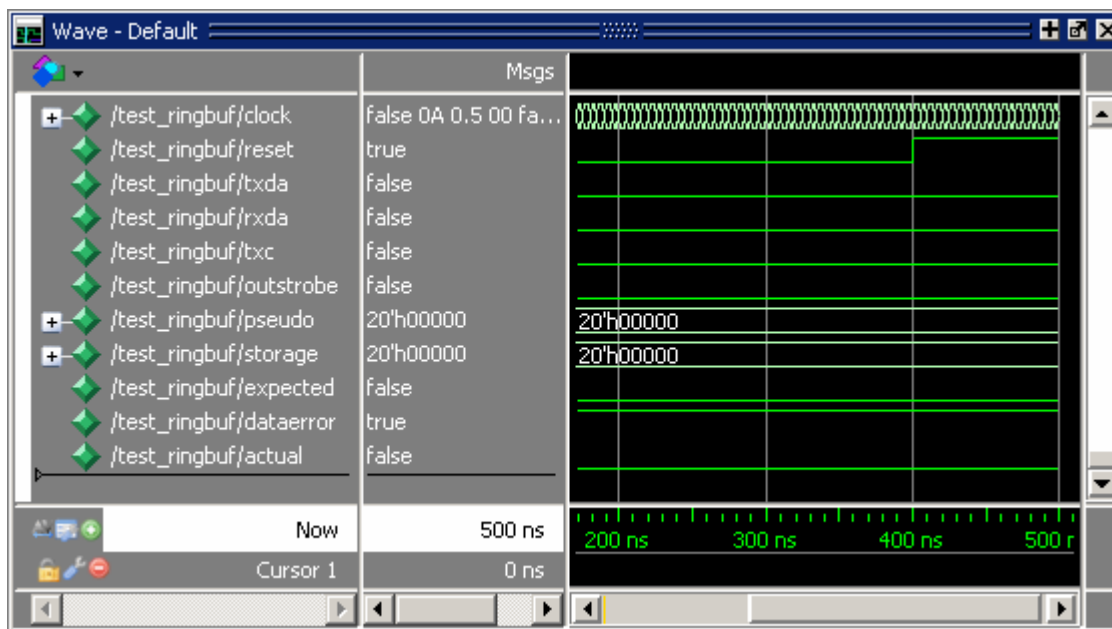 Wave - Default
Msgs
/test_ringbuf/clock false 0A 0.5 00 fa...
/test_ringbuf/reset true
/test_ringbuf/txda false
/test_ringbuf/rxda false
/test_ringbuf/txc false
/test_ringbuf/outstrobe false
/test_ringbuf/pseudo 20'h00000 20'h00000
/test_ringbuf/storage 20'h00000 20'h00000
/test_ringbuf/expected false
/test_ringbuf/dataerror true
/test_ringbuf/actual false
Now 500 ns 200 ns 300 ns 400 ns 500 r
Cursor 1 0 ns